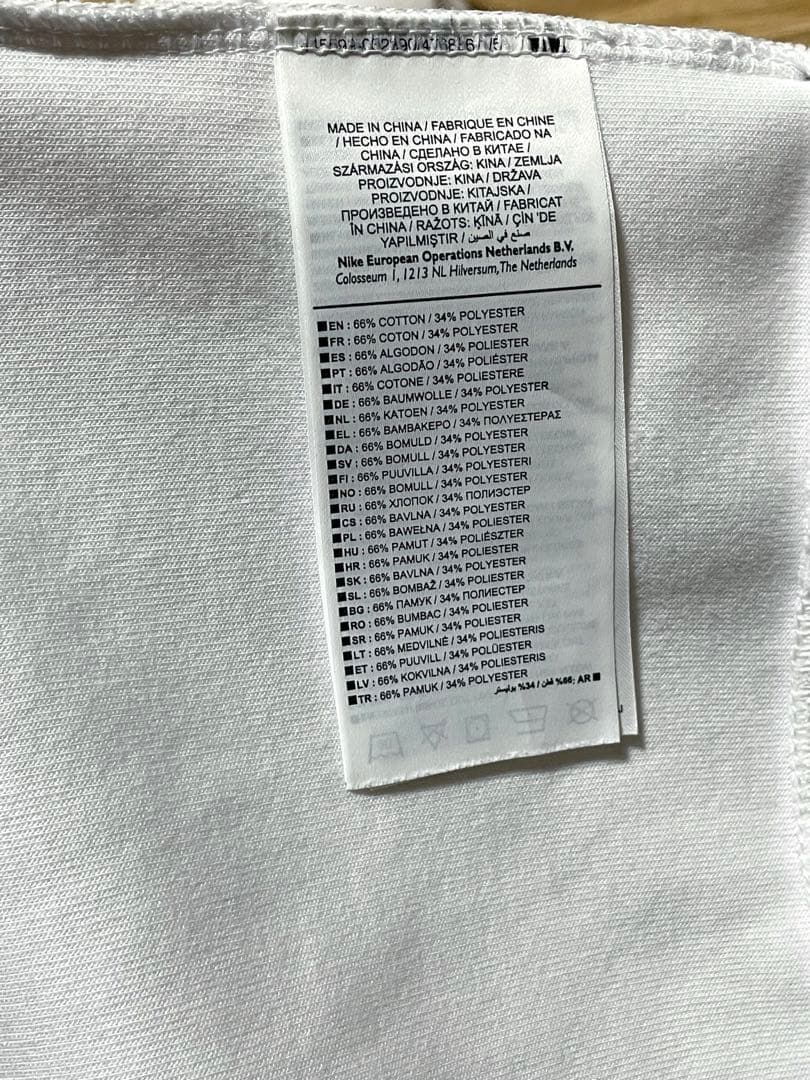 MADE IN CHINA / FABRIQUE EN CHINE
/ HECHO EN CHINA / FABRICADO NA
CHINA / СДЕЛАНО В КИТАЕ /
SZÁRMAZÁSI ORSZÁG: KINA / ZEMLJA
PROIZVODNJE: KINA / DRŽAVA
PROIZVODNJE: KITAJSKA /
ПРОИЗВЕДЕНО В КИТАЙ / FABRICAT
ÎN CHINA / RAŽOTS: ĶĪNĀ / ÇİN 'DE
YAPILMIŞTIR / صنع في الصين
Nike European Operations Netherlands B.V.
Colosseum 1, 1213 NL Hilversum, The Netherlands
EN : 66% COTTON / 34% POLYESTER
FR : 66% COTON / 34% POLYESTER
ES : 66% ALGODON / 34% POLIESTER
PT : 66% ALGODÃO / 34% POLIÉSTER
IT : 66% COTONE / 34% POLIESTERE
DE : 66% BAUMWOLLE / 34% POLYESTER
NL : 66% KATOEN / 34% POLYESTER
EL : 66% ΒΑΜΒΑΚΕΡΟ / 34% ΠΟΛΥΕΣΤΕΡΑΣ
DA : 66% BOMULD / 34% POLYESTER
SV : 66% BOMULL / 34% POLYESTER
FI : 66% PUUVILLA / 34% POLYESTERI
NO : 66% BOMULL / 34% POLYESTER
RU : 66% ХЛОПОК / 34% ПОЛИЭСТЕР
CS : 66% BAVLNA / 34% POLYESTER
PL : 66% BAWEŁNA / 34% POLIESTER
HU : 66% PAMUT / 34% POLIÉSZTER
HR : 66% PAMUK / 34% POLIESTER
SK : 66% BAVLNA / 34% POLYESTER
SL : 66% BOMBAŽ / 34% POLIESTER
BG : 66% ПАМУК / 34% ПОЛИЕСТЕР
RO : 66% BUMBAC / 34% POLIESTER
SR : 66% PAMUK / 34% POLIESTER
LT : 66% MEDVILNĖ / 34% POLIESTERIS
ET : 66% PUUVILL / 34% POLÜESTER
LV : 66% KOKVILNA / 34% POLIESTERIS
TR : 66% PAMUK / 34% POLYESTER
AR :66% قطن / 34% بوليستر